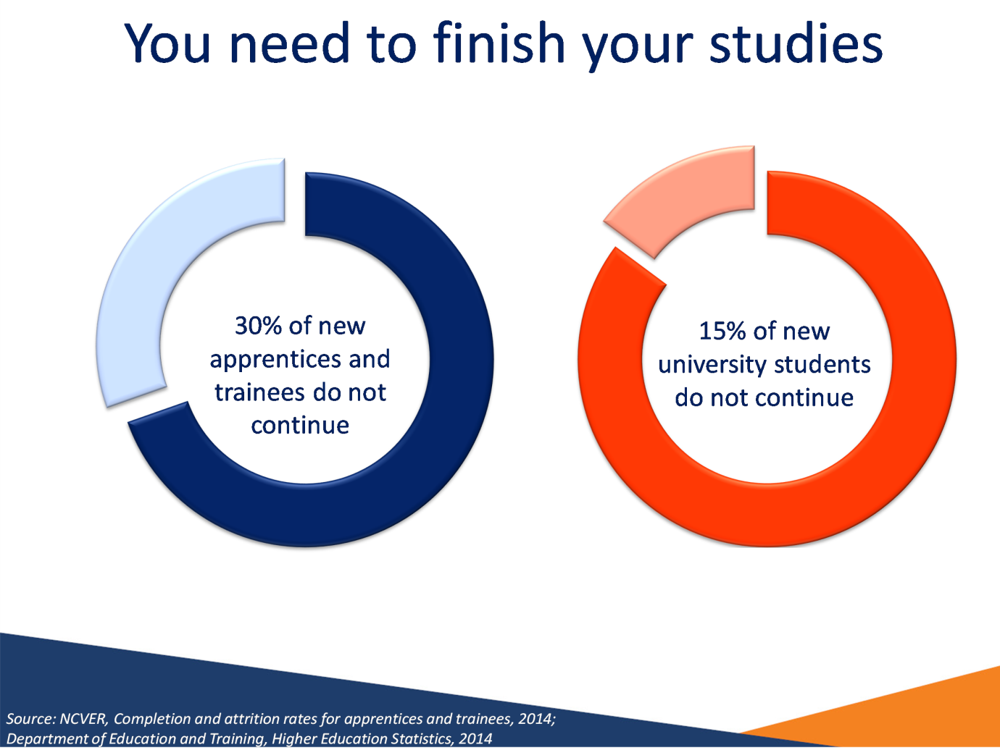 You need to finish your studies
30% of new
apprentices and
trainees do not
continue
15% of new
university students
do not continue
Source: NCVER, Completion and attrition rates for apprentices and trainees, 2014;
Department of Education and Training, Higher Education Statistics, 2014